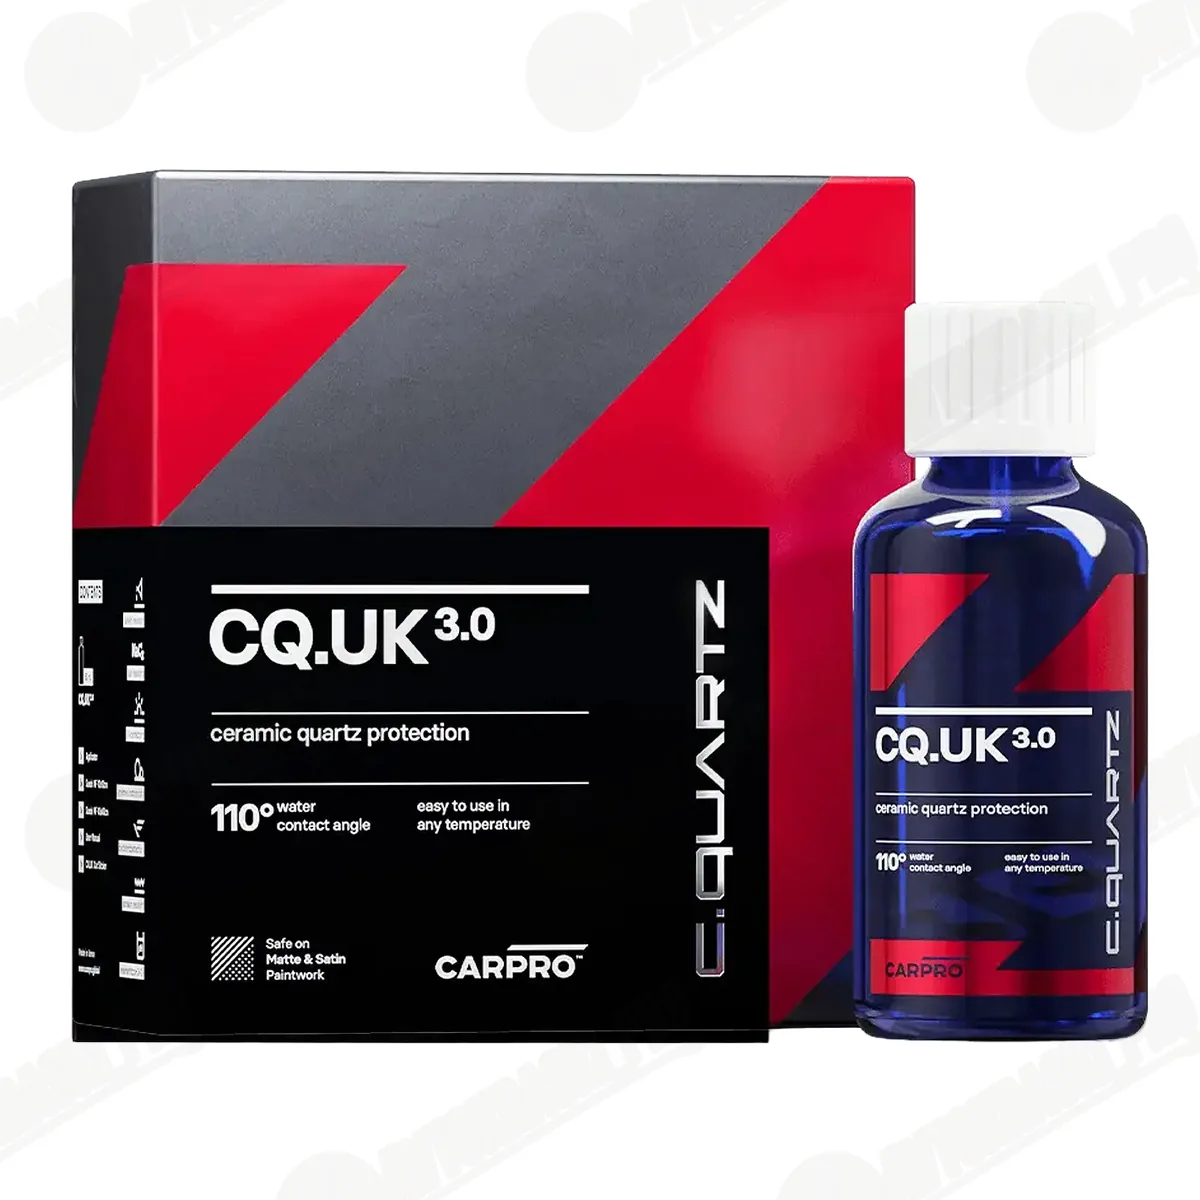 CONTENTS
CQ.UK 3.0
ceramic quartz protection
110° water
contact angle
easy to use in
any temperature
Safe on
Matte & Satin
Paintwork
CARPRO™
C.QUARTZ
CQ.UK 3.0
ceramic quartz protection
110° water
contact angle
easy to use in
any temperature
CARPRO
C.QUARTZ